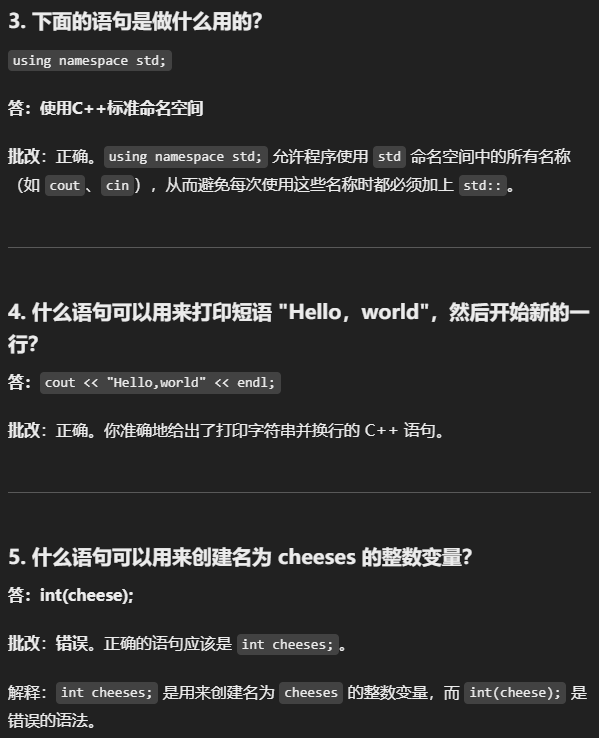 3. 下面的语句是做什么用的？
using namespace std;
答：使用C++标准命名空间
批改：正确。using namespace std; 允许程序使用 std 命名空间中的所有名称
（如 cout、cin），从而避免每次使用这些名称时都必须加上 std::。
4. 什么语句可以用来打印短语 "Hello，world"，然后开始新的一
行？
答：cout << "Hello,world" << endl;
批改：正确。你准确地给出了打印字符串并换行的 C++ 语句。
5. 什么语句可以用来创建名为 cheeses 的整数变量？
答：int(cheese);
批改：错误。正确的语句应该是 int cheeses;。
解释：int cheeses; 是用来创建名为 cheeses 的整数变量，而 int(cheese); 是
错误的语法。